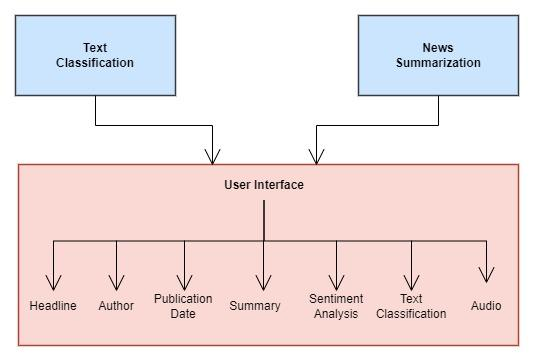 Text
Classification
News
Summarization
User Interface
Headline
Author
Publication
Date
Summary
Sentiment
Analysis
Text
Classification
Audio